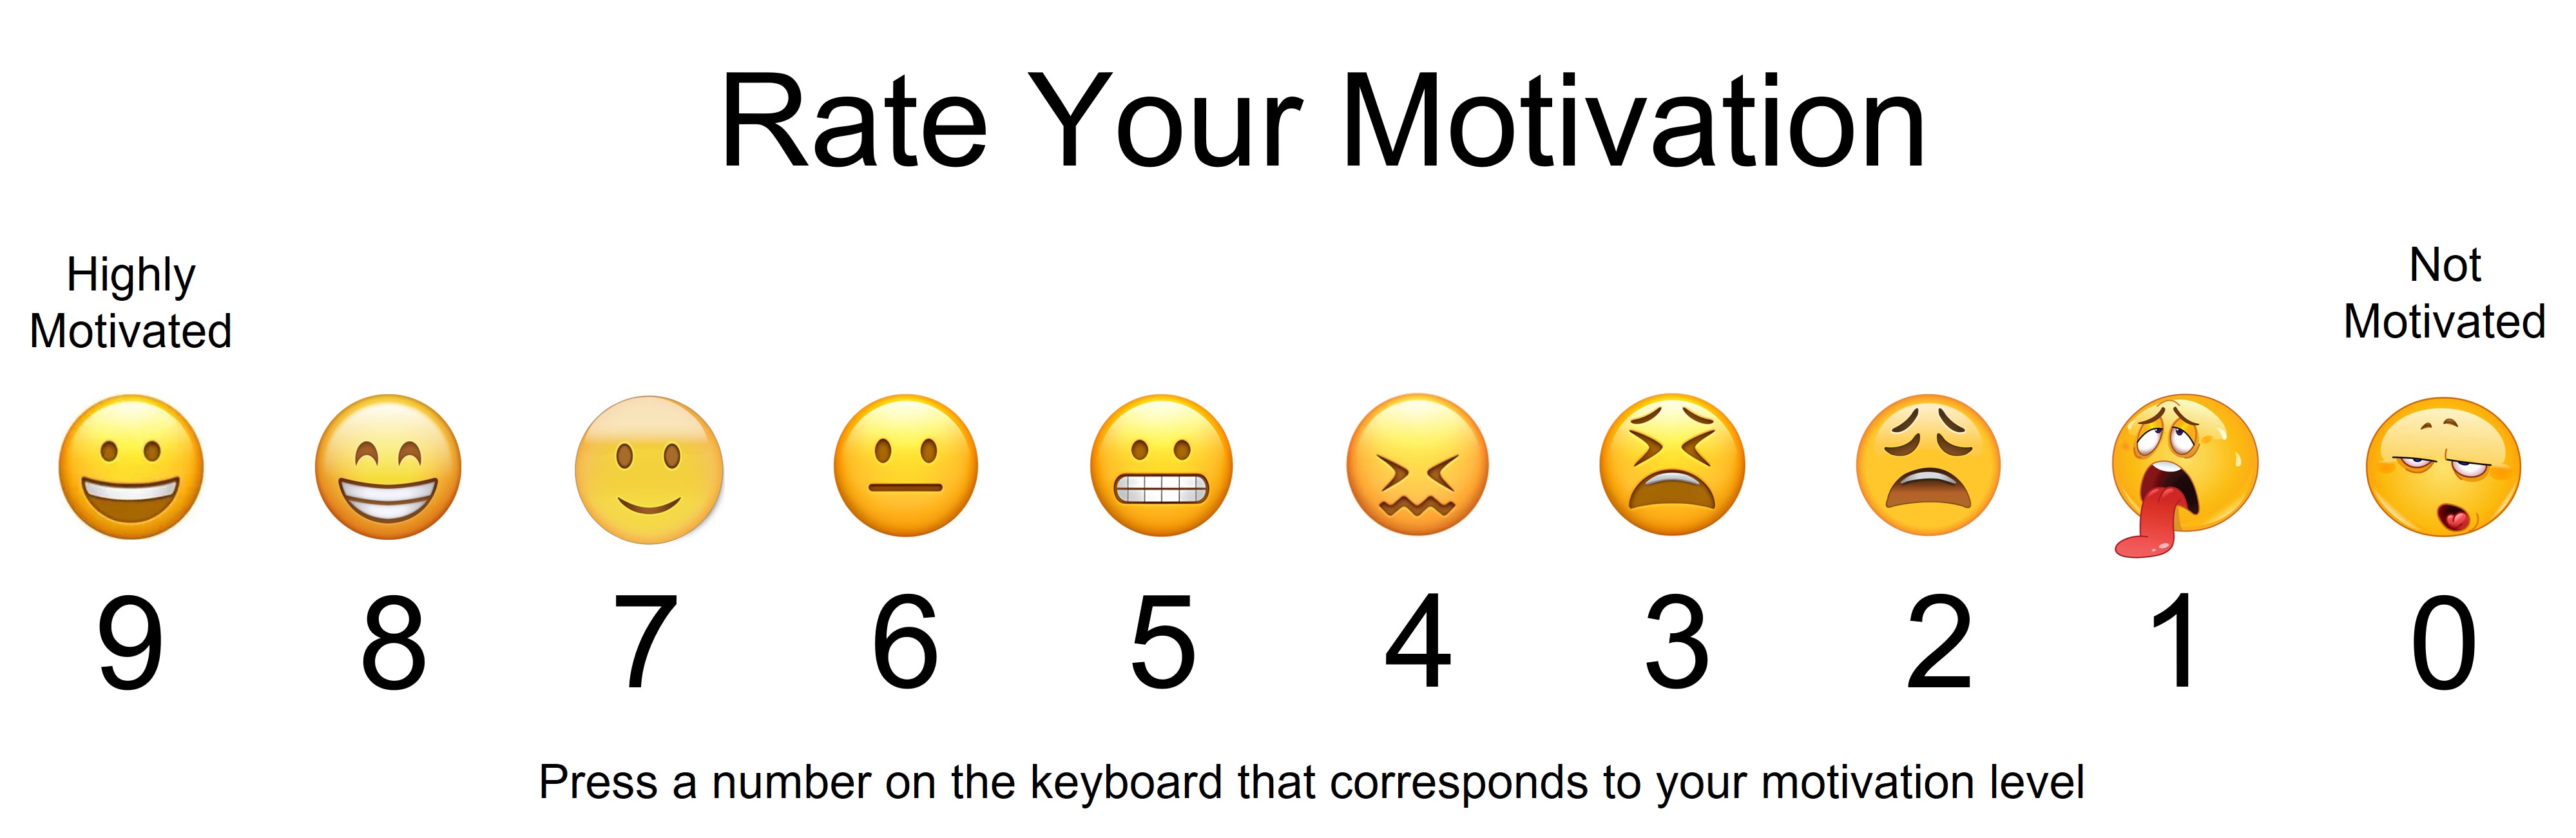 Rate Your Motivation
Highly
Motivated
Not
Motivated
9 8 7 6 5 4 3 2 1 0
Press a number on the keyboard that corresponds to your motivation level